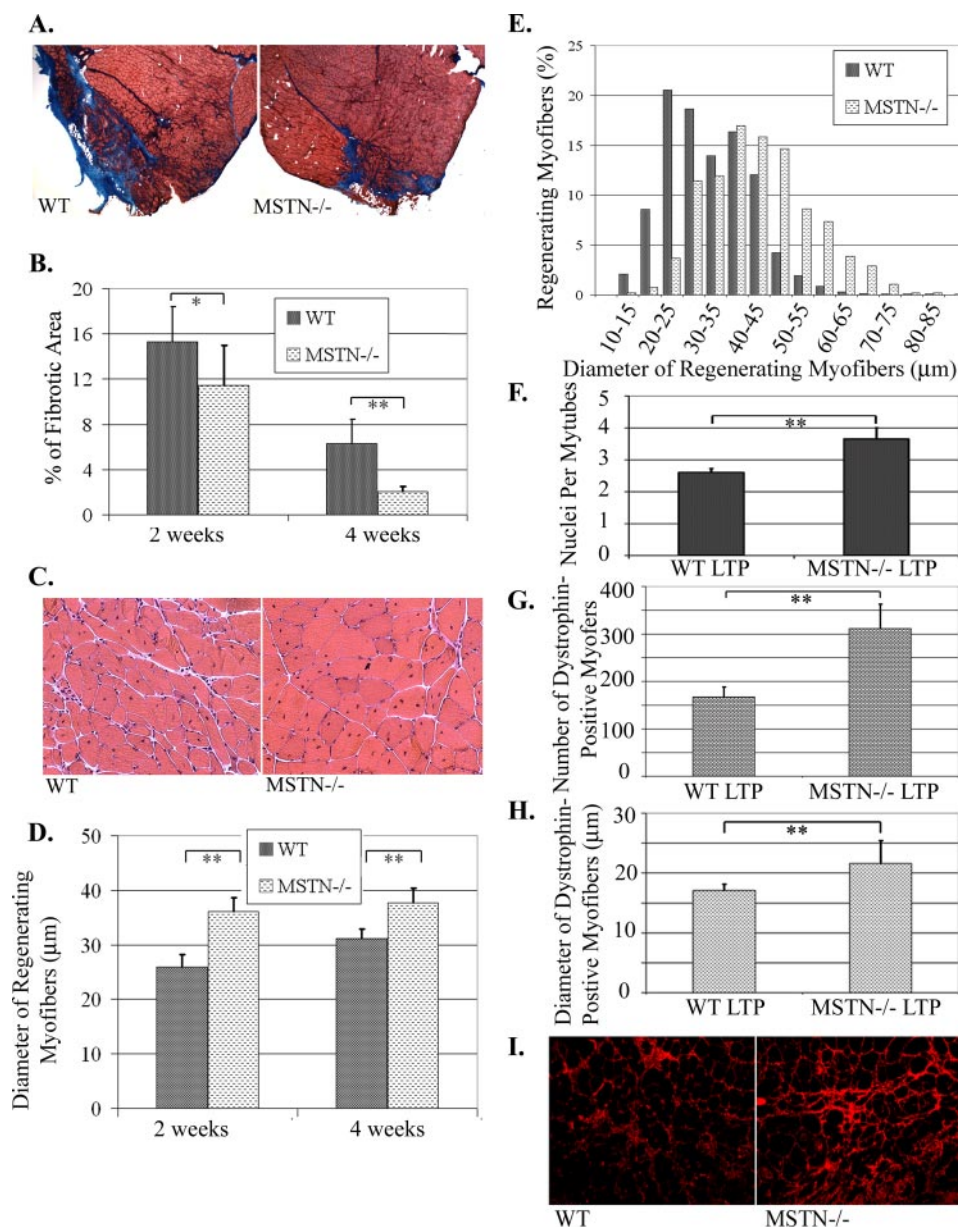 A.
WT
MSTN-/-
B.
% of Fibrotic Area
20
16
12
8
4
0
*
**
WT
MSTN-/-
2 weeks
4 weeks
C.
WT
MSTN-/-
D.
Diameter of Regenerating
Myofibers (µm)
50
40
30
20
10
0
**
**
WT
MSTN-/-
2 weeks
4 weeks
E.
Regenerating Myofibers (%)
25
20
15
10
5
0
WT
MSTN-/-
10-15
20-25
30-35
40-45
50-55
60-65
70-75
80-85
Diameter of Regenerating Myofibers (µm)
F.
Nuclei Per Mytubes
5
4
3
2
1
0
**
WT LTP
MSTN-/- LTP
G.
Number of Dystrophin-
Positive Myofers
400
300
200
100
0
**
WT LTP
MSTN-/- LTP
H.
Diameter of Dystrophin-
Postive Myofibers (µm)
30
20
10
0
**
WT LTP
MSTN-/- LTP
I.
WT
MSTN-/-